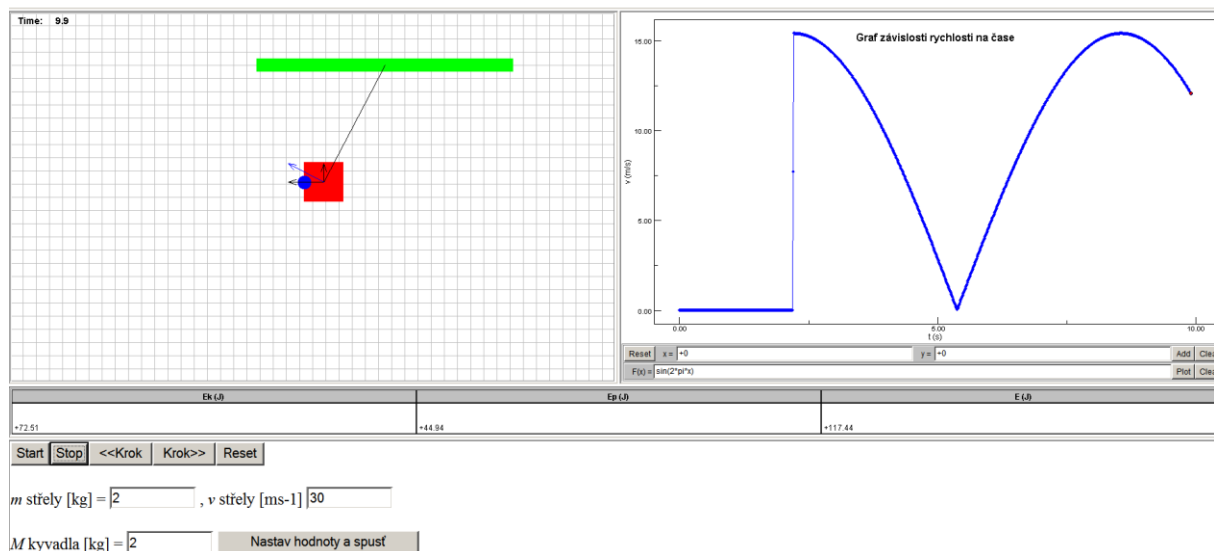 Time: 9.9
Graf závislosti rychlosti na čase
15.00
10.00
5.00
0.00
v (m/s)
0.00 5.00 10.00
t (s)
Reset x = +0 y = +0 Add Clea
F(x) = sin(2*pi*x) Plot Clea
Ek (J) Ep (J) E (J)
+72.51 +44.94 +117.44
Start Stop <<Krok Krok>> Reset
m střely [kg] = 2 , v střely [ms-1] 30
M kyvadla [kg] = 2 Nastav hodnoty a spusť